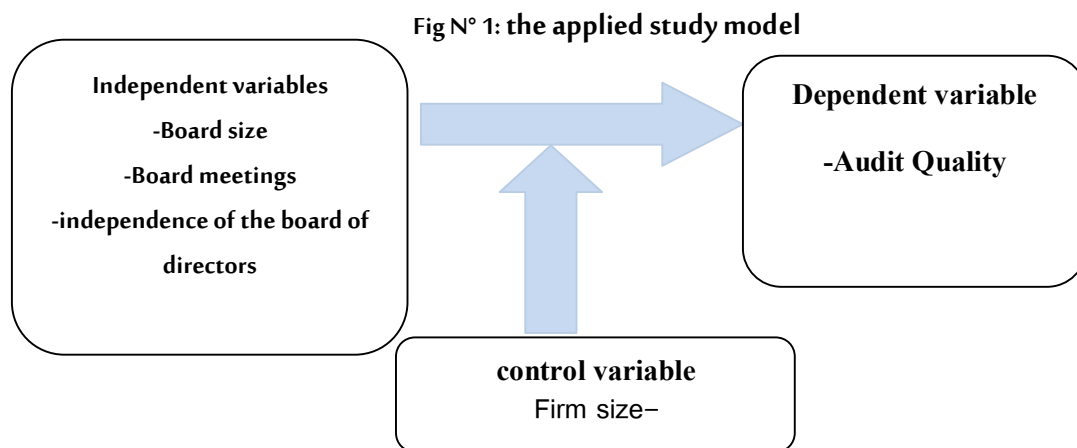 Fig N° 1: the applied study model
Independent variables
-Board size
-Board meetings
-independence of the board of
directors
Dependent variable
-Audit Quality
control variable
Firm size–